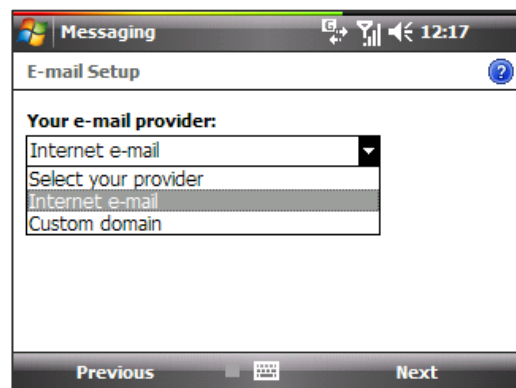 Messaging G 12:17
E-mail Setup ?
Your e-mail provider:
Internet e-mail
Select your provider
Internet e-mail
Custom domain
Previous Next